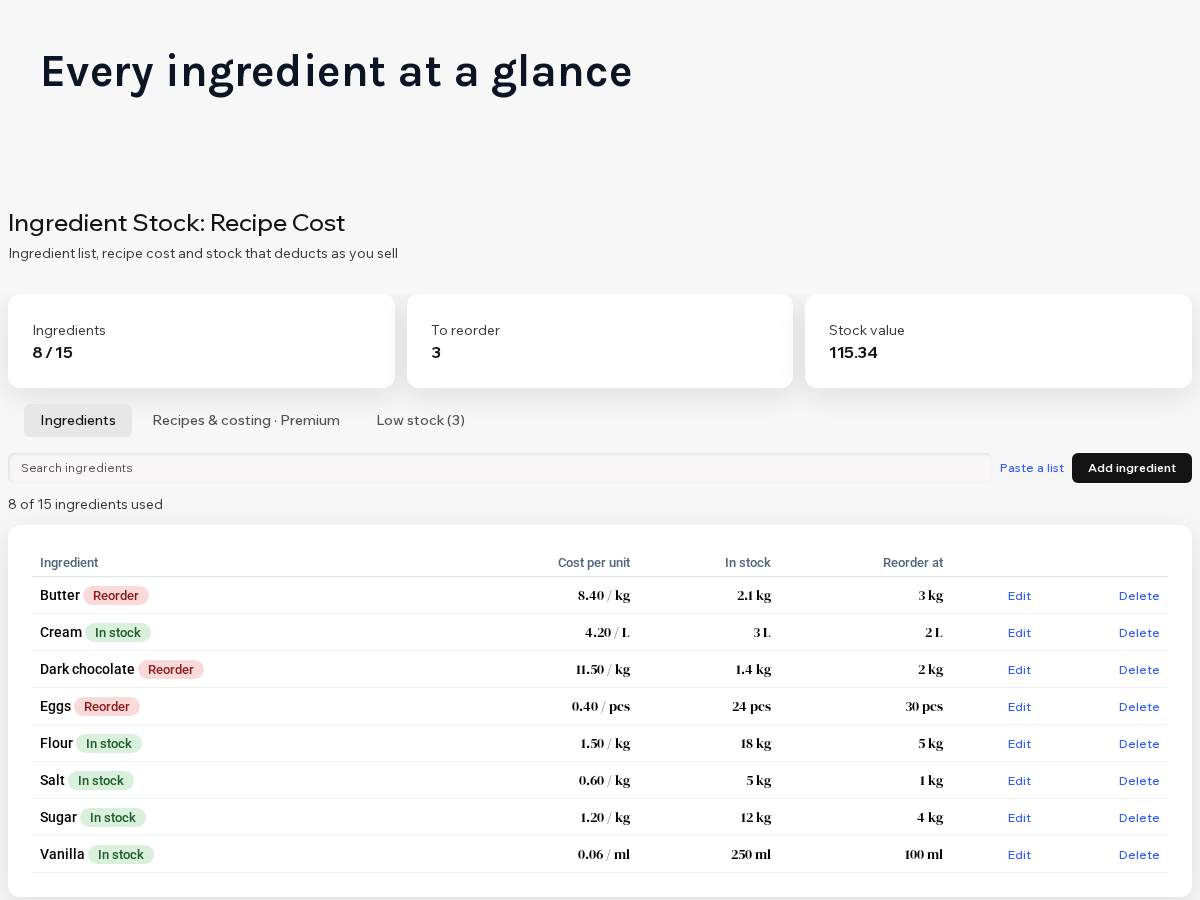 Every ingredient at a glance
Ingredient Stock: Recipe Cost
Ingredient list, recipe cost and stock that deducts as you sell
Ingredients
8 / 15
To reorder
3
Stock value
115.34
Ingredients Recipes & costing · Premium Low stock (3)
Search ingredients Paste a list Add ingredient
8 of 15 ingredients used
Ingredient Cost per unit In stock Reorder at
Butter Reorder 8.40 / kg 2.1 kg 3 kg Edit Delete
Cream In stock 4.20 / L 3 L 2 L Edit Delete
Dark chocolate Reorder 11.50 / kg 1.4 kg 2 kg Edit Delete
Eggs Reorder 0.40 / pcs 24 pcs 30 pcs Edit Delete
Flour In stock 1.50 / kg 18 kg 5 kg Edit Delete
Salt In stock 0.60 / kg 5 kg 1 kg Edit Delete
Sugar In stock 1.20 / kg 12 kg 4 kg Edit Delete
Vanilla In stock 0.06 / ml 250 ml 100 ml Edit Delete